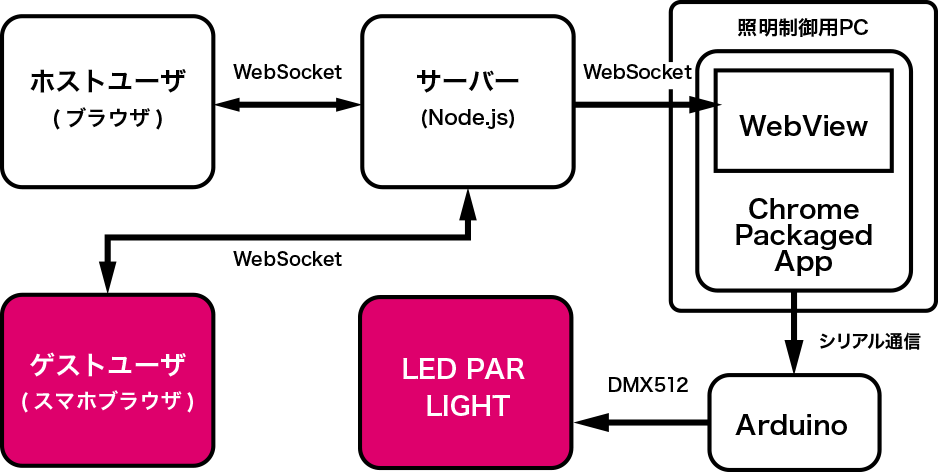 ホストユーザ
(ブラウザ)
WebSocket
サーバー
(Node.js)
WebSocket
照明制御用PC
WebView
Chrome
Packaged
App
WebSocket
シリアル通信
ゲストユーザ
(スマホブラウザ)
LED PAR
LIGHT
DMX512
Arduino